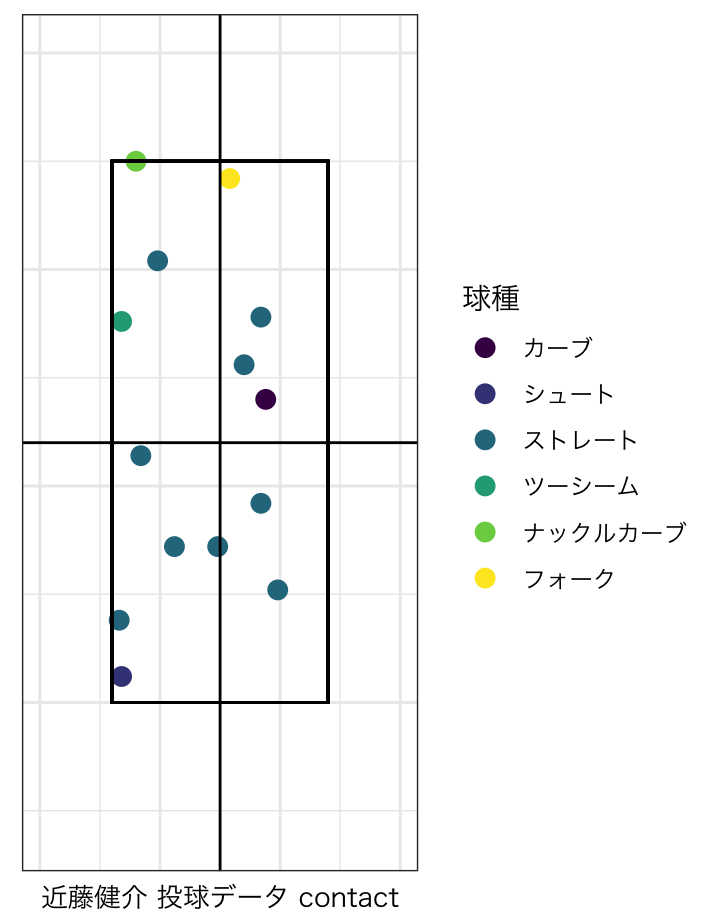 球種
カーブ
シュート
ストレート
ツーシーム
ナックルカーブ
フォーク
近藤健介 投球データ contact